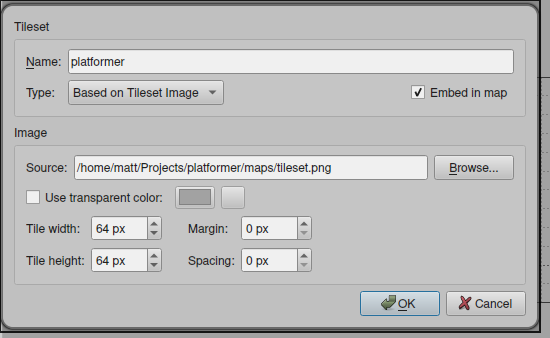 Tileset
Name: platformer
Type: Based on Tileset Image Embed in map
Image
Source: /home/matt/Projects/platformer/maps/tileset.png Browse...
Use transparent color:
Tile width: 64 px Margin: 0 px
Tile height: 64 px Spacing: 0 px
OK Cancel